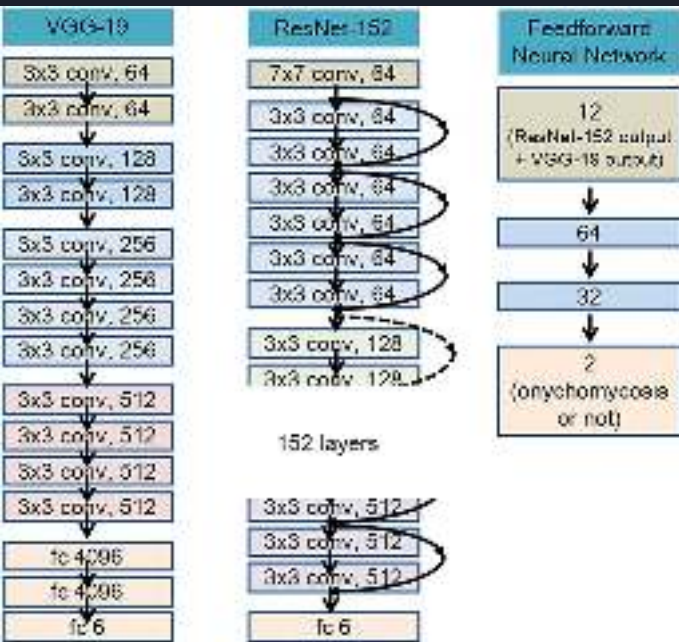 VGG-19
3x3 conv, 64
3x3 conv, 64
3x3 conv, 128
3x3 conv, 128
3x3 conv, 256
3x3 conv, 256
3x3 conv, 256
3x3 conv, 256
3x3 conv, 512
3x3 conv, 512
3x3 conv, 512
3x3 conv, 512
fc 4096
fc 4096
fc 6
ResNet-152
7x7 conv, 64
3x3 conv, 64
3x3 conv, 64
3x3 conv, 64
3x3 conv, 64
3x3 conv, 64
3x3 conv, 64
3x3 conv, 128
3x3 conv, 128
152 layers
3x3 conv, 512
3x3 conv, 512
3x3 conv, 512
fc 6
Feedforward
Neural Network
12
(ResNet-152 output
+ VGG-19 output)
64
32
2
(onychomycosis
or not)